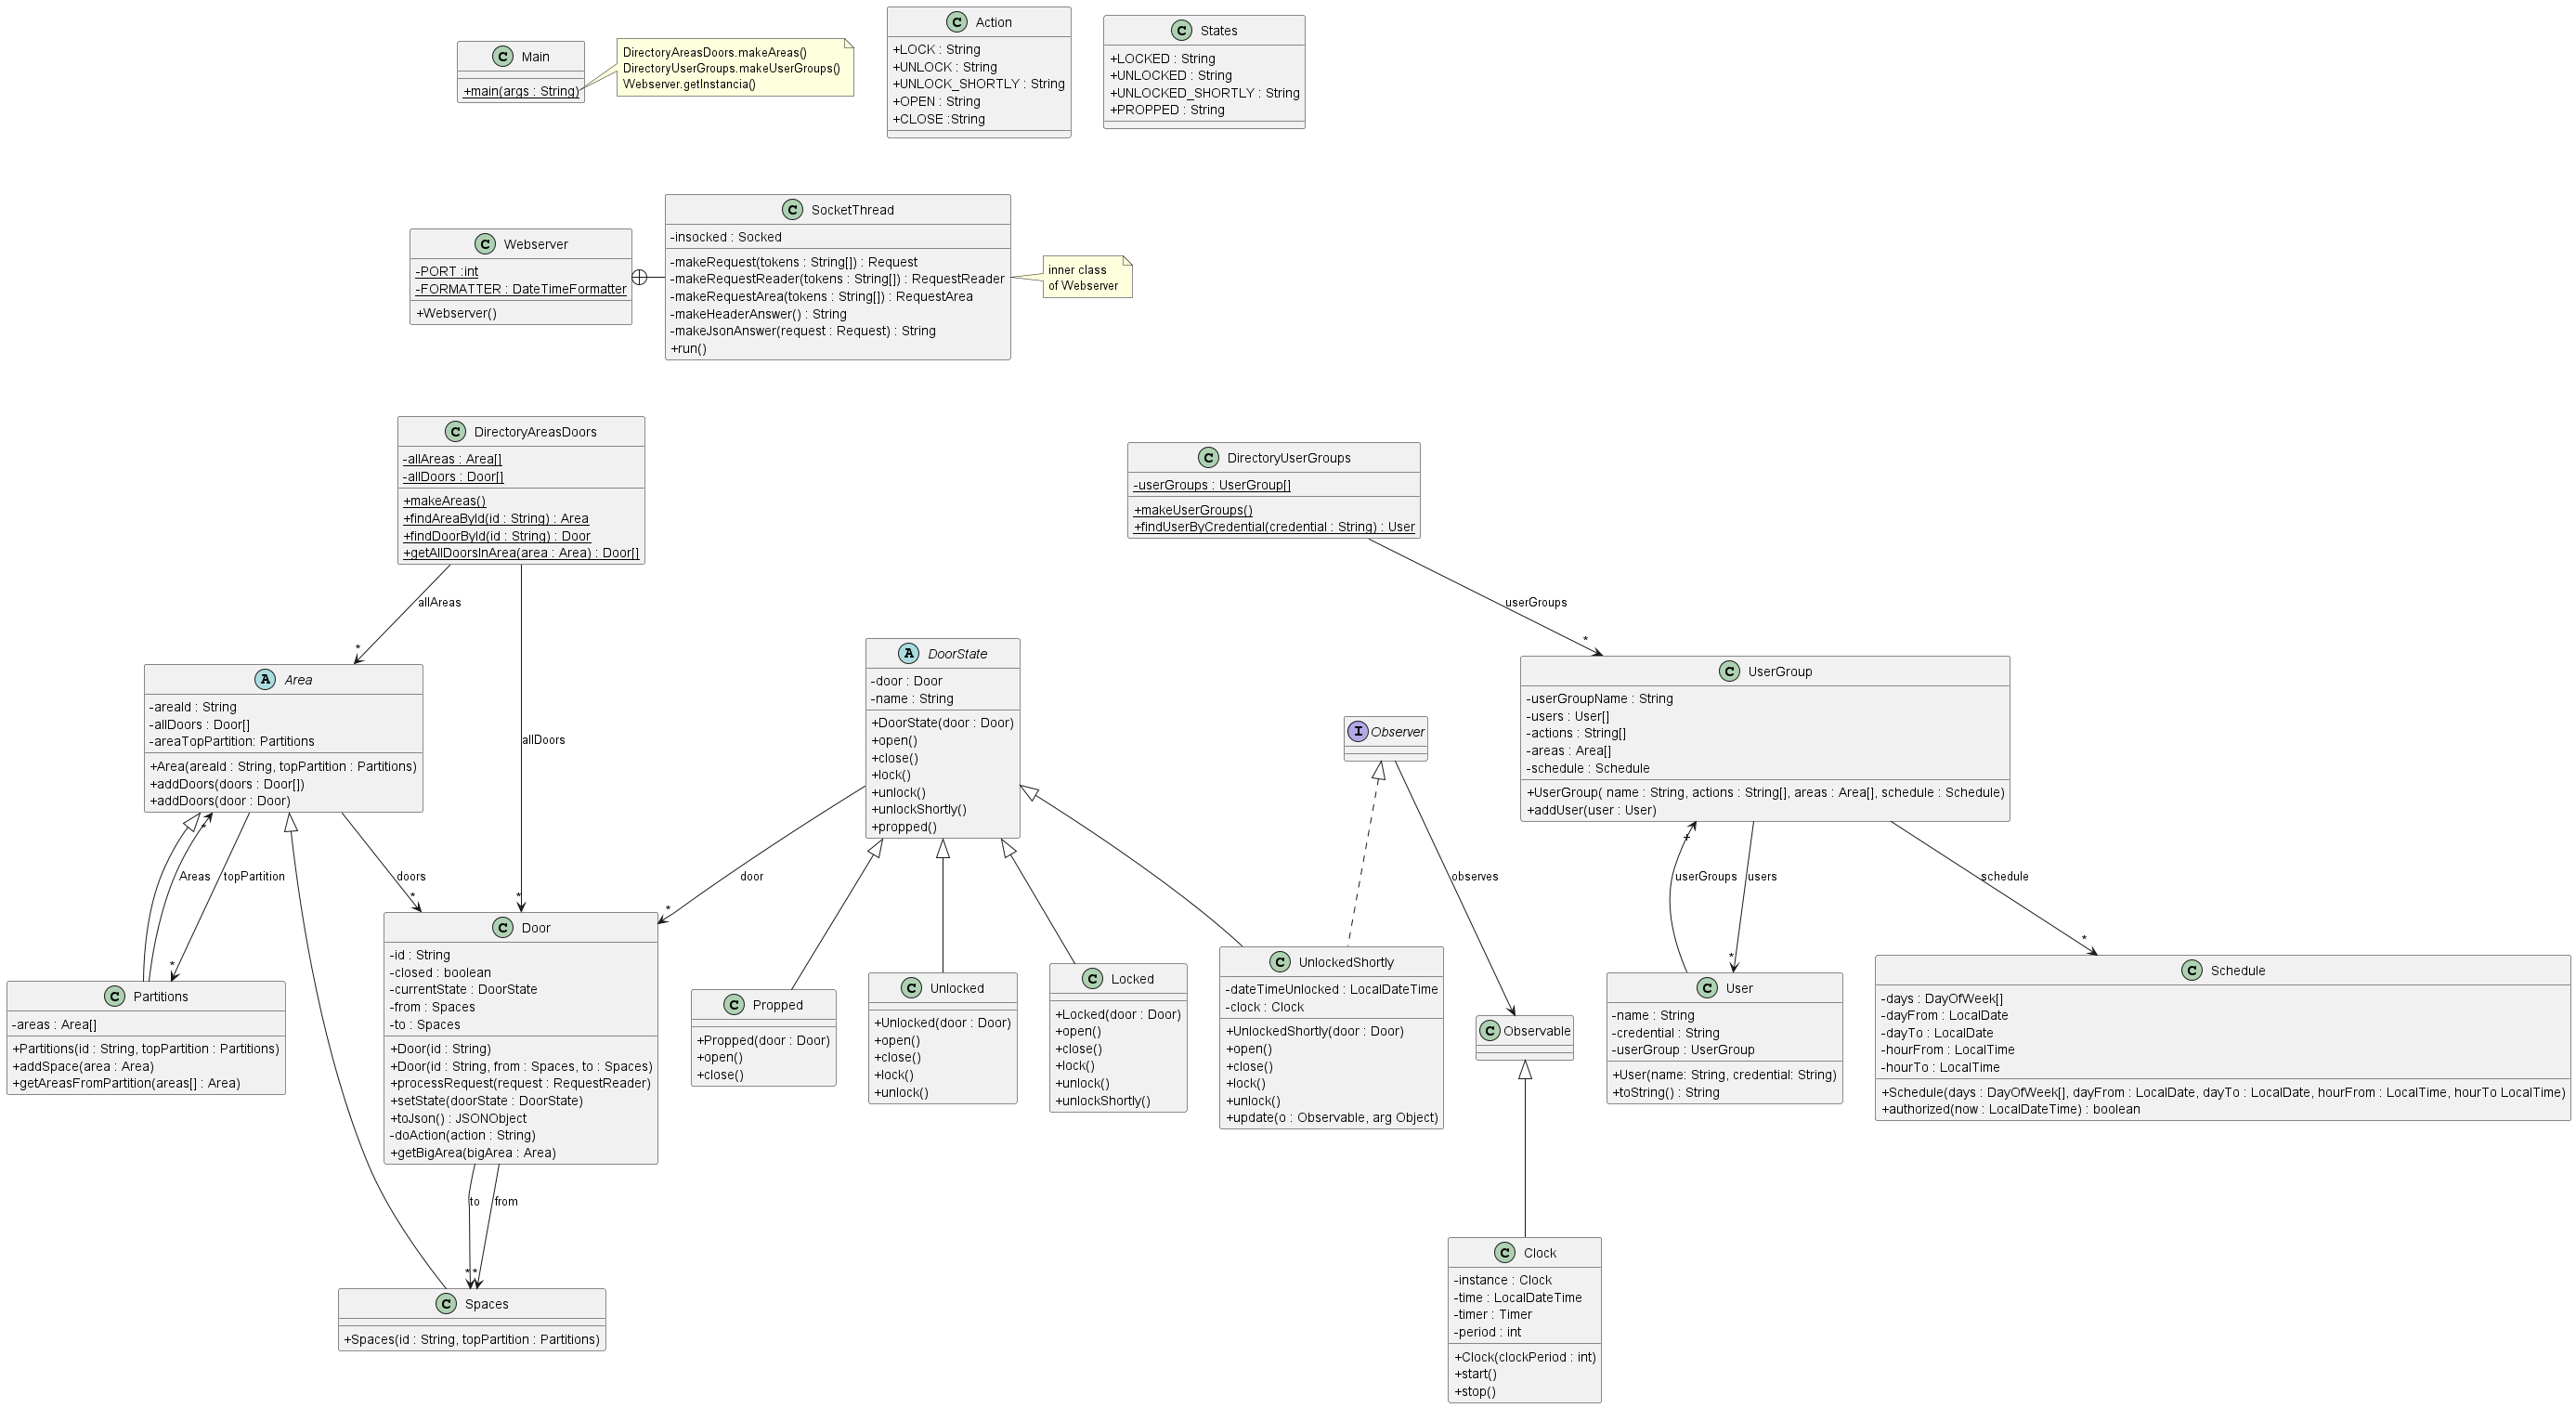 Main
+main(args : String)
DirectoryAreasDoors.makeAreas()
DirectoryUserGroups.makeUserGroups()
Webserver.getInstancia()
Action
+LOCK : String
+UNLOCK : String
+UNLOCK_SHORTLY : String
+OPEN : String
+CLOSE :String
States
+LOCKED : String
+UNLOCKED : String
+UNLOCKED_SHORTLY : String
+PROPPED : String
Webserver
-PORT :int
-FORMATTER : DateTimeFormatter
+Webserver()
SocketThread
-insocked : Socked
-makeRequest(tokens : String[]) : Request
-makeRequestReader(tokens : String[]) : RequestReader
-makeRequestArea(tokens : String[]) : RequestArea
-makeHeaderAnswer() : String
-makeJsonAnswer(request : Request) : String
+run()
inner class
of Webserver
DirectoryAreasDoors
-allAreas : Area[]
-allDoors : Door[]
+makeAreas()
+findAreaById(id : String) : Area
+findDoorById(id : String) : Door
+getAllDoorsInArea(area : Area) : Door[]
DirectoryUserGroups
-userGroups : UserGroup[]
+makeUserGroups()
+findUserByCredential(credential : String) : User
allAreas
*
allDoors
*
userGroups
*
Area
-areaId : String
-allDoors : Door[]
-areaTopPartition: Partitions
+Area(areaId : String, topPartition : Partitions)
+addDoors(doors : Door[])
+addDoors(door : Door)
DoorState
-door : Door
-name : String
+DoorState(door : Door)
+open()
+close()
+lock()
+unlock()
+unlockShortly()
+propped()
Observer
UserGroup
-userGroupName : String
-users : User[]
-actions : String[]
-areas : Area[]
-schedule : Schedule
+UserGroup( name : String, actions : String[], areas : Area[], schedule : Schedule)
+addUser(user : User)
*
Areas
topPartition
*
doors
*
door
*
observes
+
userGroups
users
*
schedule
*
Partitions
-areas : Area[]
+Partitions(id : String, topPartition : Partitions)
+addSpace(area : Area)
+getAreasFromPartition(areas[] : Area)
Door
-id : String
-closed : boolean
-currentState : DoorState
-from : Spaces
-to : Spaces
+Door(id : String)
+Door(id : String, from : Spaces, to : Spaces)
+processRequest(request : RequestReader)
+setState(doorState : DoorState)
+toJson() : JSONObject
-doAction(action : String)
+getBigArea(bigArea : Area)
Propped
+Propped(door : Door)
+open()
+close()
Unlocked
+Unlocked(door : Door)
+open()
+close()
+lock()
+unlock()
Locked
+Locked(door : Door)
+open()
+close()
+lock()
+unlock()
+unlockShortly()
UnlockedShortly
-dateTimeUnlocked : LocalDateTime
-clock : Clock
+UnlockedShortly(door : Door)
+open()
+close()
+lock()
+unlock()
+update(o : Observable, arg Object)
Observable
User
-name : String
-credential : String
-userGroup : UserGroup
+User(name: String, credential: String)
+toString() : String
Schedule
-days : DayOfWeek[]
-dayFrom : LocalDate
-dayTo : LocalDate
-hourFrom : LocalTime
-hourTo : LocalTime
+Schedule(days : DayOfWeek[], dayFrom : LocalDate, dayTo : LocalDate, hourFrom : LocalTime, hourTo LocalTime)
+authorized(now : LocalDateTime) : boolean
to
*
from
*
Spaces
+Spaces(id : String, topPartition : Partitions)
Clock
-instance : Clock
-time : LocalDateTime
-timer : Timer
-period : int
+Clock(clockPeriod : int)
+start()
+stop()